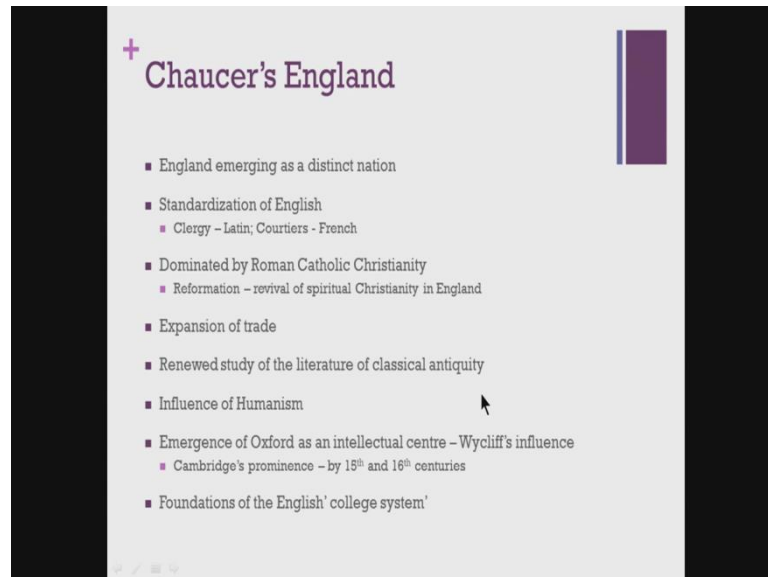 +
Chaucer's England
■ England emerging as a distinct nation
■ Standardization of English
■ Clergy – Latin; Courtiers - French
■ Dominated by Roman Catholic Christianity
■ Reformation – revival of spiritual Christianity in England
■ Expansion of trade
■ Renewed study of the literature of classical antiquity
■ Influence of Humanism
■ Emergence of Oxford as an intellectual centre – Wycliff's influence
■ Cambridge's prominence – by 15th and 16th centuries
■ Foundations of the English' college system'